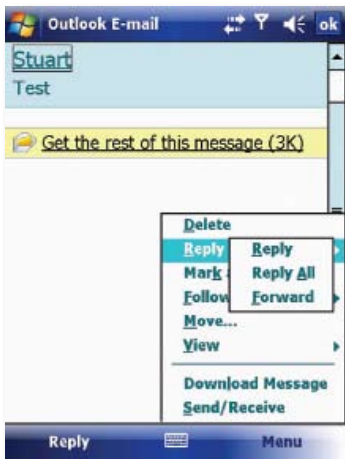 Outlook E-mail ok
Stuart
Test
Get the rest of this message (3K)
Delete
Reply
Reply
Mark
Reply All
Follow
Forward
Move...
View
Download Message
Send/Receive
Reply Menu